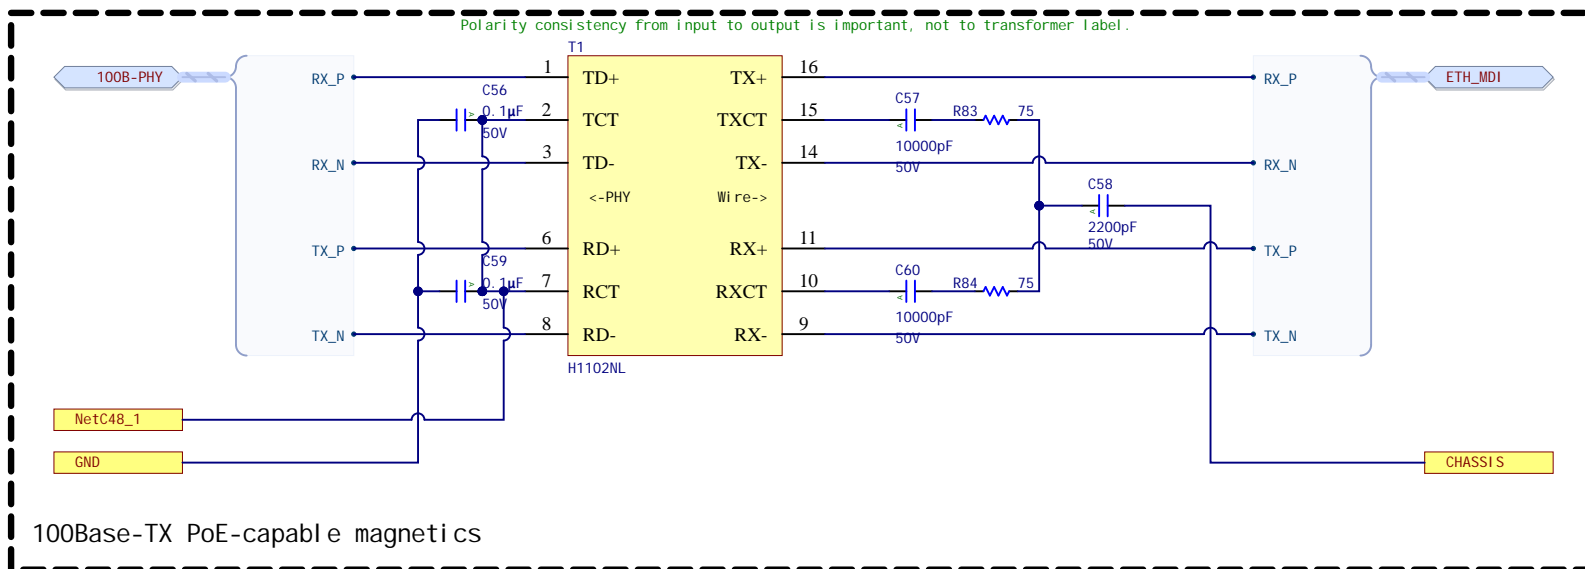 Polarity consistency from input to output is important, not to transformer label.
T1
100B-PHY
RX_P
1
TD+
TX+
16
RX_P
ETH_MDI
C56
0.1µF
50V
2
TCT
TXCT
15
C57
10000pF
50V
R83
75
RX_N
3
TD-
TX-
14
RX_N
<-PHY
Wire->
C58
2200pF
50V
TX_P
6
RD+
RX+
11
TX_P
C59
0.1µF
50V
7
RCT
RXCT
10
C60
10000pF
50V
R84
75
TX_N
8
RD-
RX-
9
TX_N
H1102NL
NetC48_1
GND
CHASSIS
100Base-TX PoE-capable magnetics